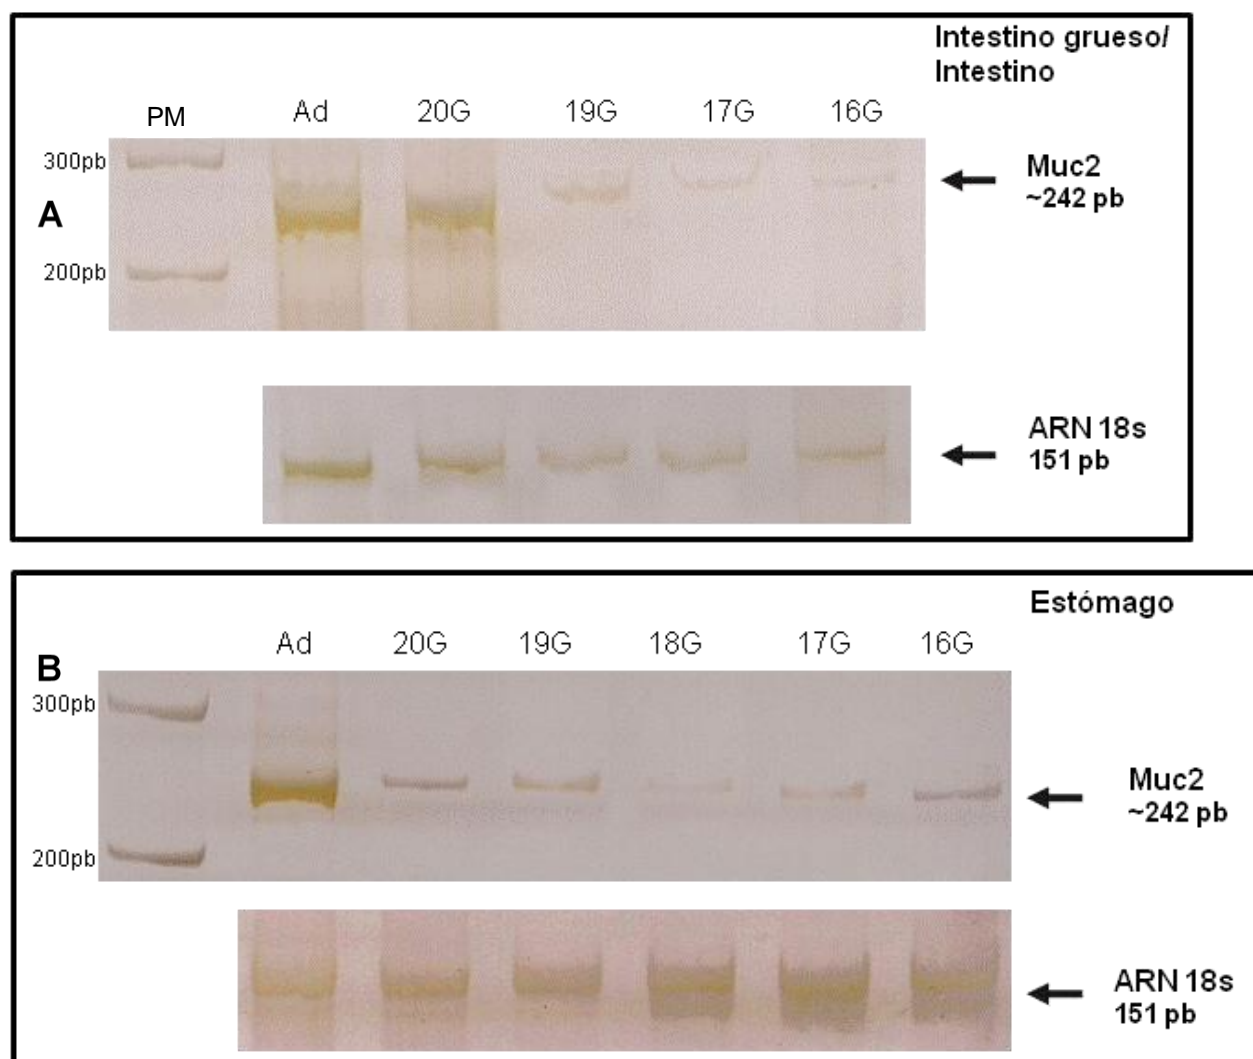 Intestino grueso/
Intestino
PM Ad 20G 19G 17G 16G
300pb
Muc2
~242 pb
A
200pb
ARN 18s
151 pb
Estómago
Ad 20G 19G 18G 17G 16G
B
300pb
Muc2
~242 pb
200pb
ARN 18s
151 pb